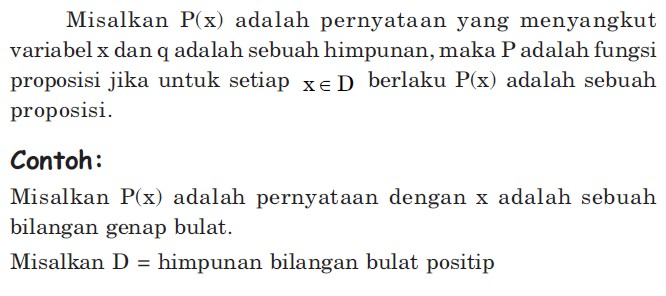 Misalkan P(x) adalah pernyataan yang menyangkut
variabel x dan q adalah sebuah himpunan, maka P adalah fungsi
proposisi jika untuk setiap x ∈ D berlaku P(x) adalah sebuah
proposisi.
Contoh:
Misalkan P(x) adalah pernyataan dengan x adalah sebuah
bilangan genap bulat.
Misalkan D = himpunan bilangan bulat positip